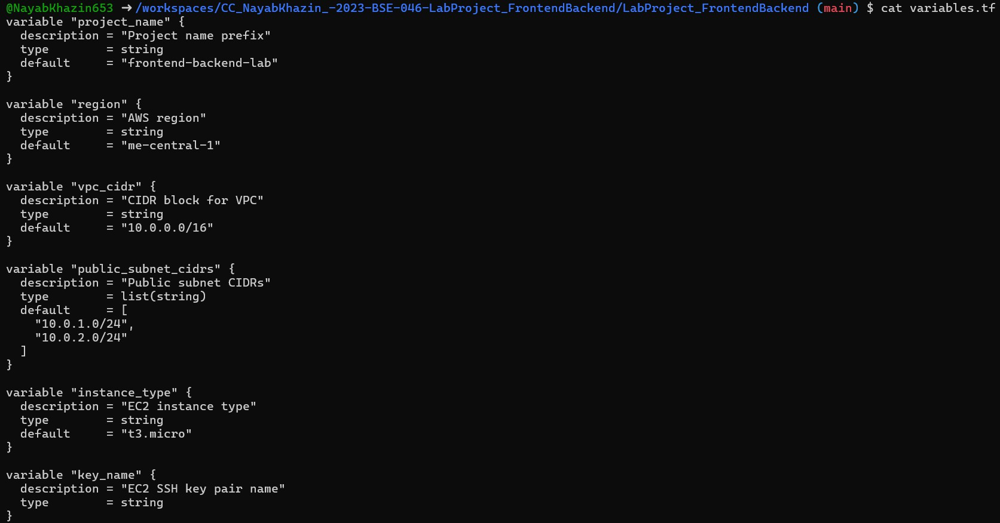 @NayabKhazin653 ➜ /workspaces/CC_NayabKhazin_-2023-BSE-046-LabProject_FrontendBackend/LabProject_FrontendBackend (main) $ cat variables.tf
variable "project_name" {
  description = "Project name prefix"
  type        = string
  default     = "frontend-backend-lab"
}

variable "region" {
  description = "AWS region"
  type        = string
  default     = "me-central-1"
}

variable "vpc_cidr" {
  description = "CIDR block for VPC"
  type        = string
  default     = "10.0.0.0/16"
}

variable "public_subnet_cidrs" {
  description = "Public subnet CIDRs"
  type        = list(string)
  default     = [
    "10.0.1.0/24",
    "10.0.2.0/24"
  ]
}

variable "instance_type" {
  description = "EC2 instance type"
  type        = string
  default     = "t3.micro"
}

variable "key_name" {
  description = "EC2 SSH key pair name"
  type        = string
}